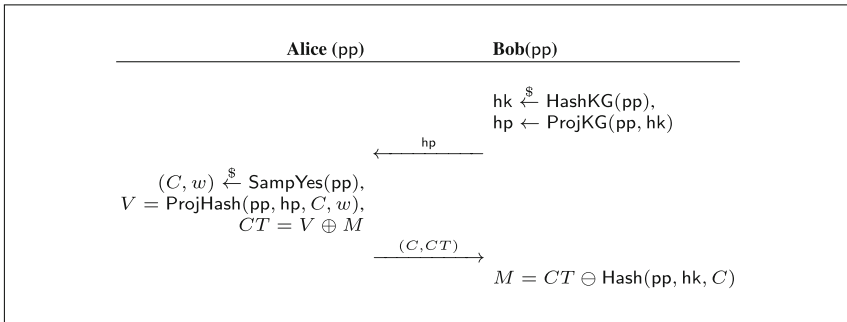 Alice (pp) Bob(pp)
hk $← HashKG(pp),
hp ← ProjKG(pp, hk)
hp
(C, w) $← SampYes(pp),
V = ProjHash(pp, hp, C, w),
CT = V ⊕ M
(C,CT)
M = CT ⊖ Hash(pp, hk, C)